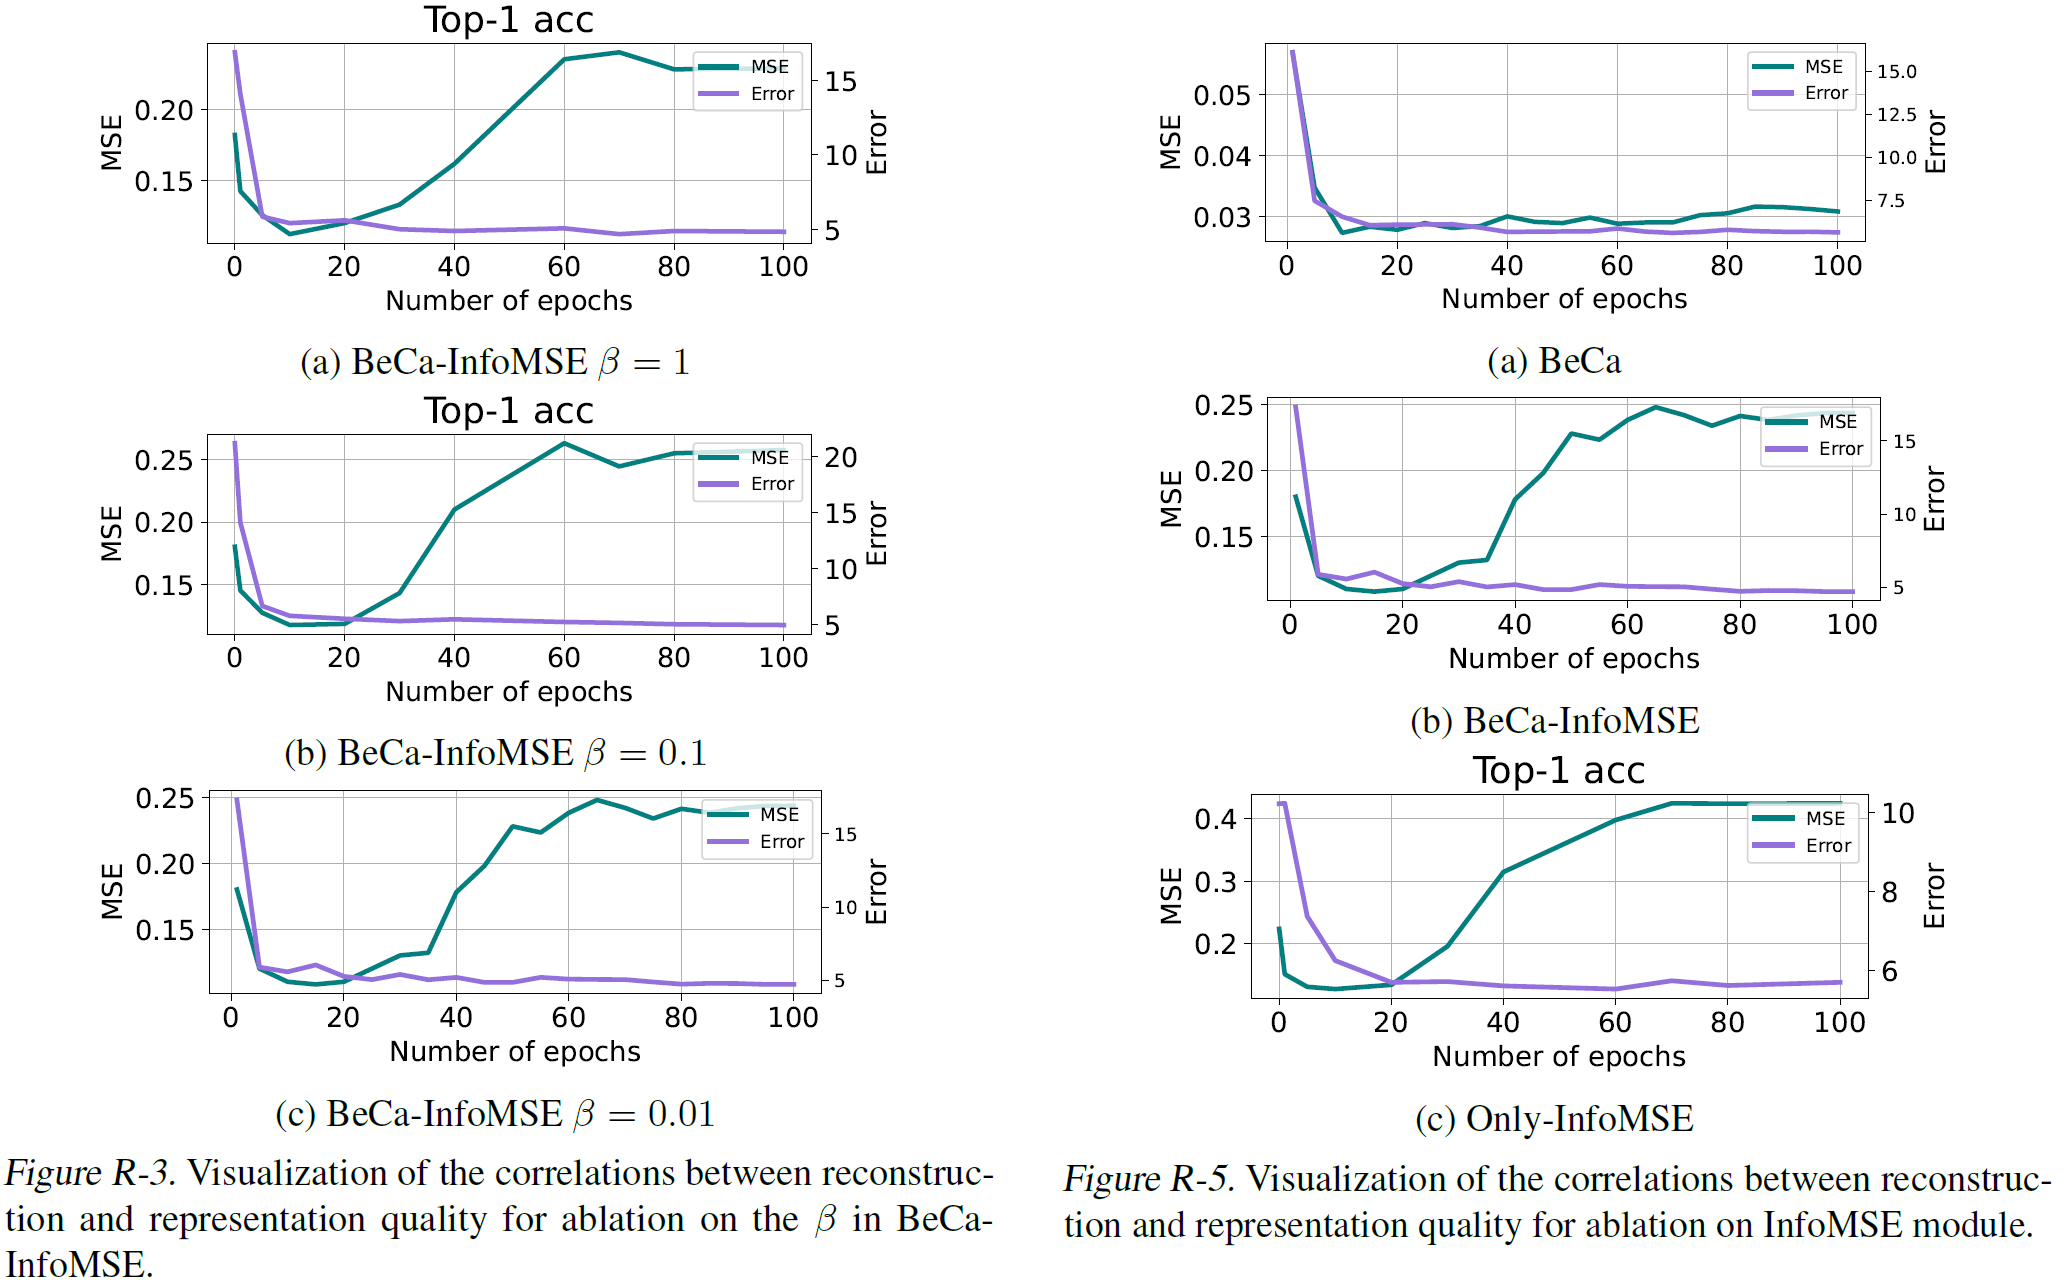 Top-1 acc
MSE
Error
0.20
0.15
MSE
15
10
5
Error
0 20 40 60 80 100
Number of epochs
(a) BeCa-InfoMSE β = 1
Top-1 acc
MSE
Error
0.25
0.20
0.15
MSE
20
15
10
5
Error
0 20 40 60 80 100
Number of epochs
(b) BeCa-InfoMSE β = 0.1
MSE
Error
0.25
0.20
0.15
MSE
15
10
5
Error
0 20 40 60 80 100
Number of epochs
(c) BeCa-InfoMSE β = 0.01
Figure R-3. Visualization of the correlations between reconstruc-
tion and representation quality for ablation on the β in BeCa-
InfoMSE.
MSE
Error
0.05
0.04
0.03
MSE
15.0
12.5
10.0
7.5
Error
0 20 40 60 80 100
Number of epochs
(a) BeCa
MSE
Error
0.25
0.20
0.15
MSE
15
10
5
Error
0 20 40 60 80 100
Number of epochs
(b) BeCa-InfoMSE
Top-1 acc
MSE
Error
0.4
0.3
0.2
MSE
10
8
6
Error
0 20 40 60 80 100
Number of epochs
(c) Only-InfoMSE
Figure R-5. Visualization of the correlations between reconstruc-
tion and representation quality for ablation on InfoMSE module.